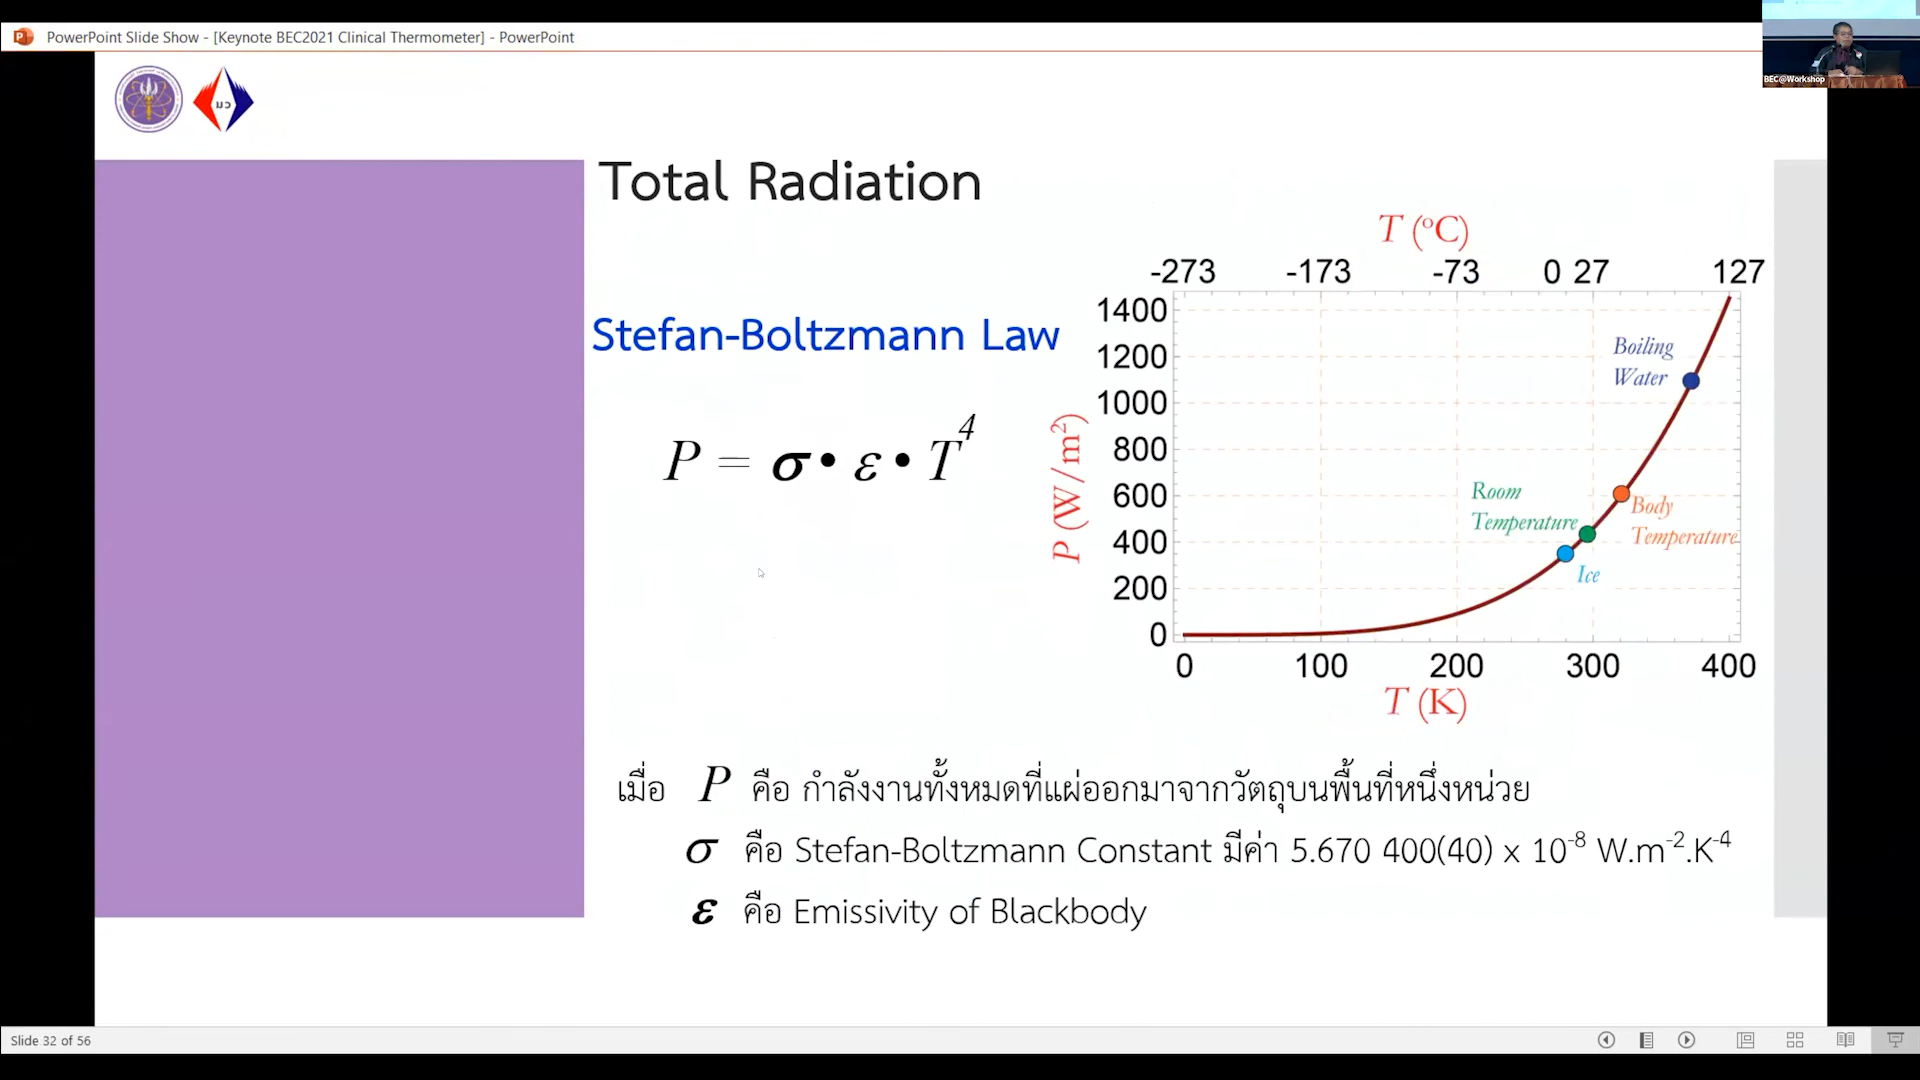 PowerPoint Slide Show - [Keynote BEC2021 Clinical Thermometer] - PowerPoint
BEC@Workshop
มว
Total Radiation
Stefan-Boltzmann Law
P = σ • ε • T⁴
T (°C)
-273 -173 -73 0 27 127
1400
1200
1000
800
600
400
200
0
P (W/m²)
Boiling
Water
Room
Temperature
Body
Temperature
Ice
0 100 200 300 400
T (K)
เมื่อ P คือ กำลังงานทั้งหมดที่แผ่ออกมาจากวัตถุบนพื้นที่หนึ่งหน่วย
σ คือ Stefan-Boltzmann Constant มีค่า 5.670 400(40) x 10⁻⁸ W.m⁻².K⁻⁴
ε คือ Emissivity of Blackbody
Slide 32 of 56